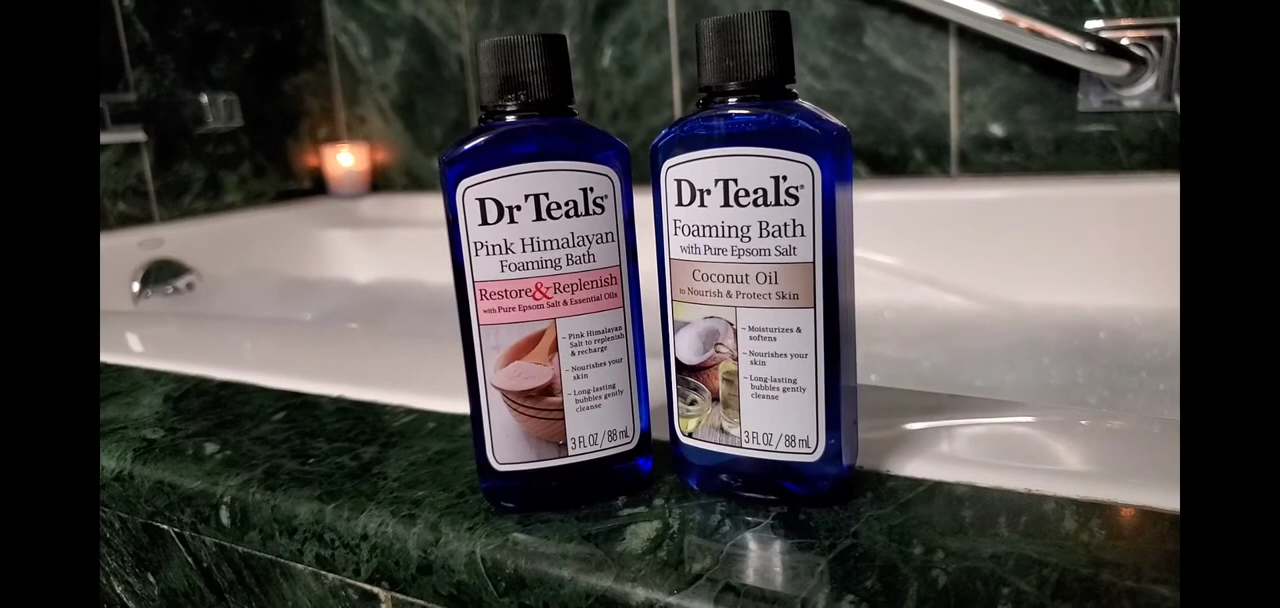 Dr Teal's®
Pink Himalayan
Foaming Bath
Restore & Replenish
with Pure Epsom Salt & Essential Oils
~ Pink Himalayan
Salt to replenish
& recharge
~ Nourishes your
skin
~ Long-lasting
bubbles gently
cleanse
3 FL OZ / 88 mL
Dr Teal's®
Foaming Bath
with Pure Epsom Salt
Coconut Oil
to Nourish & Protect Skin
~ Moisturizes &
softens
~ Nourishes your
skin
~ Long-lasting
bubbles gently
cleanse
3 FL OZ / 88 mL